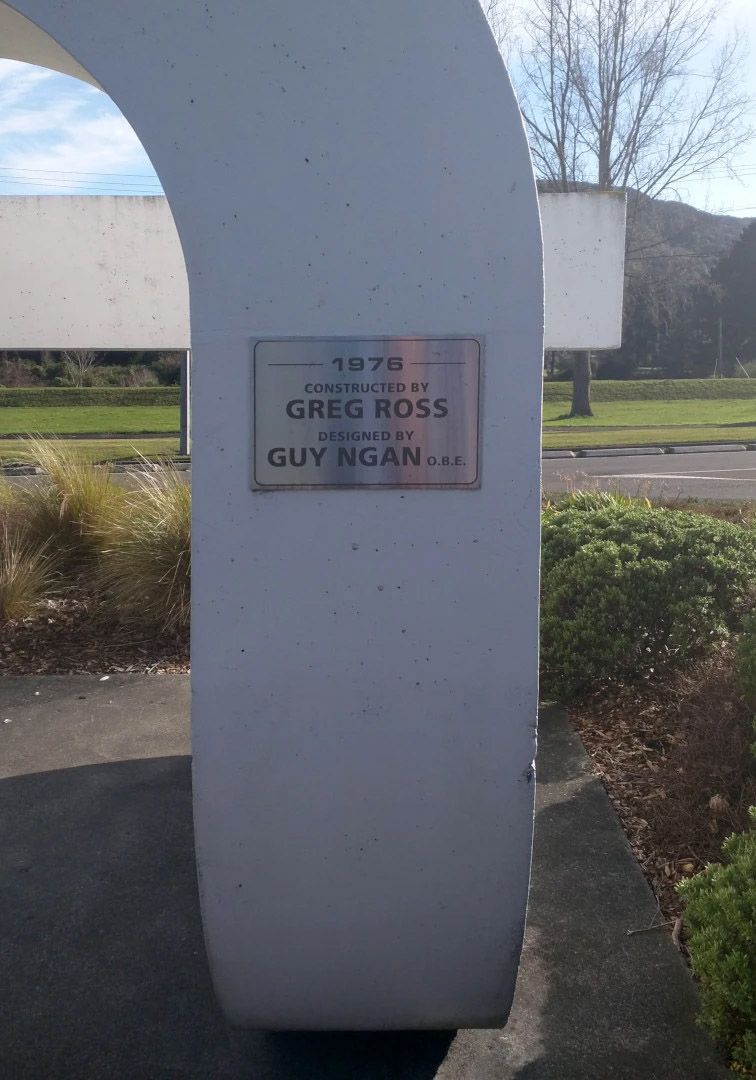 1976
CONSTRUCTED BY
GREG ROSS
DESIGNED BY
GUY NGAN O.B.E.